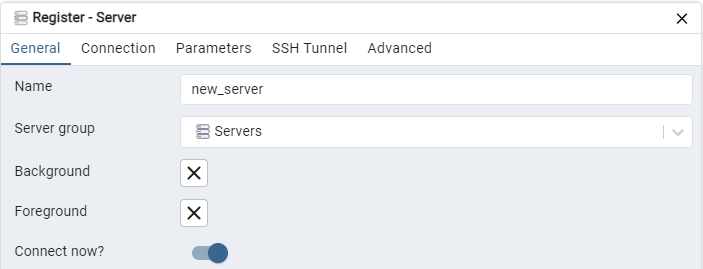 Register - Server
General Connection Parameters SSH Tunnel Advanced
Name new_server
Server group Servers
Background
Foreground
Connect now?